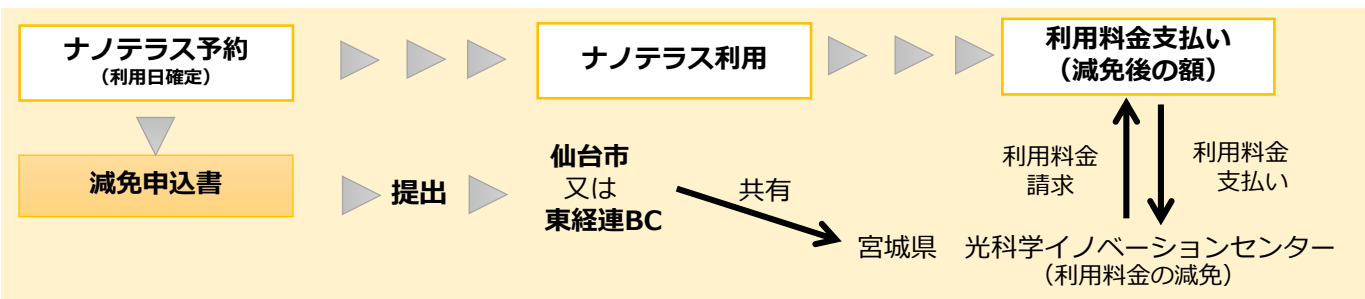 ナノテラス予約
（利用日確定）
ナノテラス利用
利用料金支払い
（減免後の額）
減免申込書
提出
仙台市
又は
東経連BC
共有
利用料金
請求
利用料金
支払い
宮城県
光科学イノベーションセンター
（利用料金の減免）